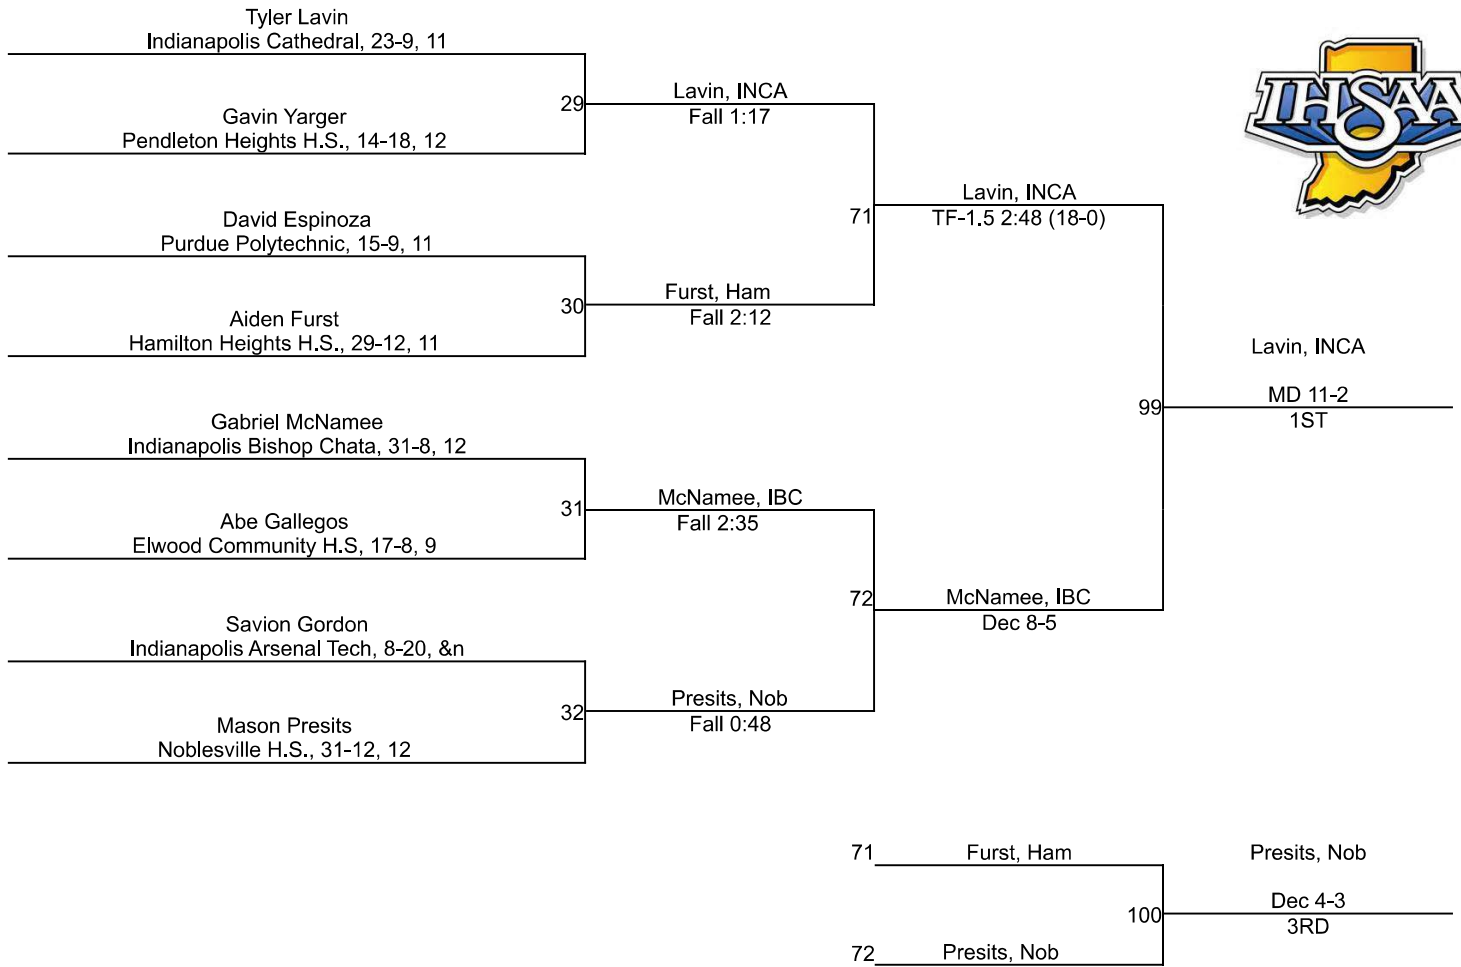 Tyler Lavin
Indianapolis Cathedral, 23-9, 11
Gavin Yarger
Pendleton Heights H.S., 14-18, 12
David Espinoza
Purdue Polytechnic, 15-9, 11
Aiden Furst
Hamilton Heights H.S., 29-12, 11
Gabriel McNamee
Indianapolis Bishop Chata, 31-8, 12
Abe Gallegos
Elwood Community H.S, 17-8, 9
Savion Gordon
Indianapolis Arsenal Tech, 8-20, &n
Mason Presits
Noblesville H.S., 31-12, 12
29
Lavin, INCA
Fall 1:17
30
Furst, Ham
Fall 2:12
31
McNamee, IBC
Fall 2:35
32
Presits, Nob
Fall 0:48
71
Lavin, INCA
TF-1.5 2:48 (18-0)
72
McNamee, IBC
Dec 8-5
IHSAA
99
Lavin, INCA
MD 11-2
1ST
71
Furst, Ham
72
Presits, Nob
100
Presits, Nob
Dec 4-3
3RD